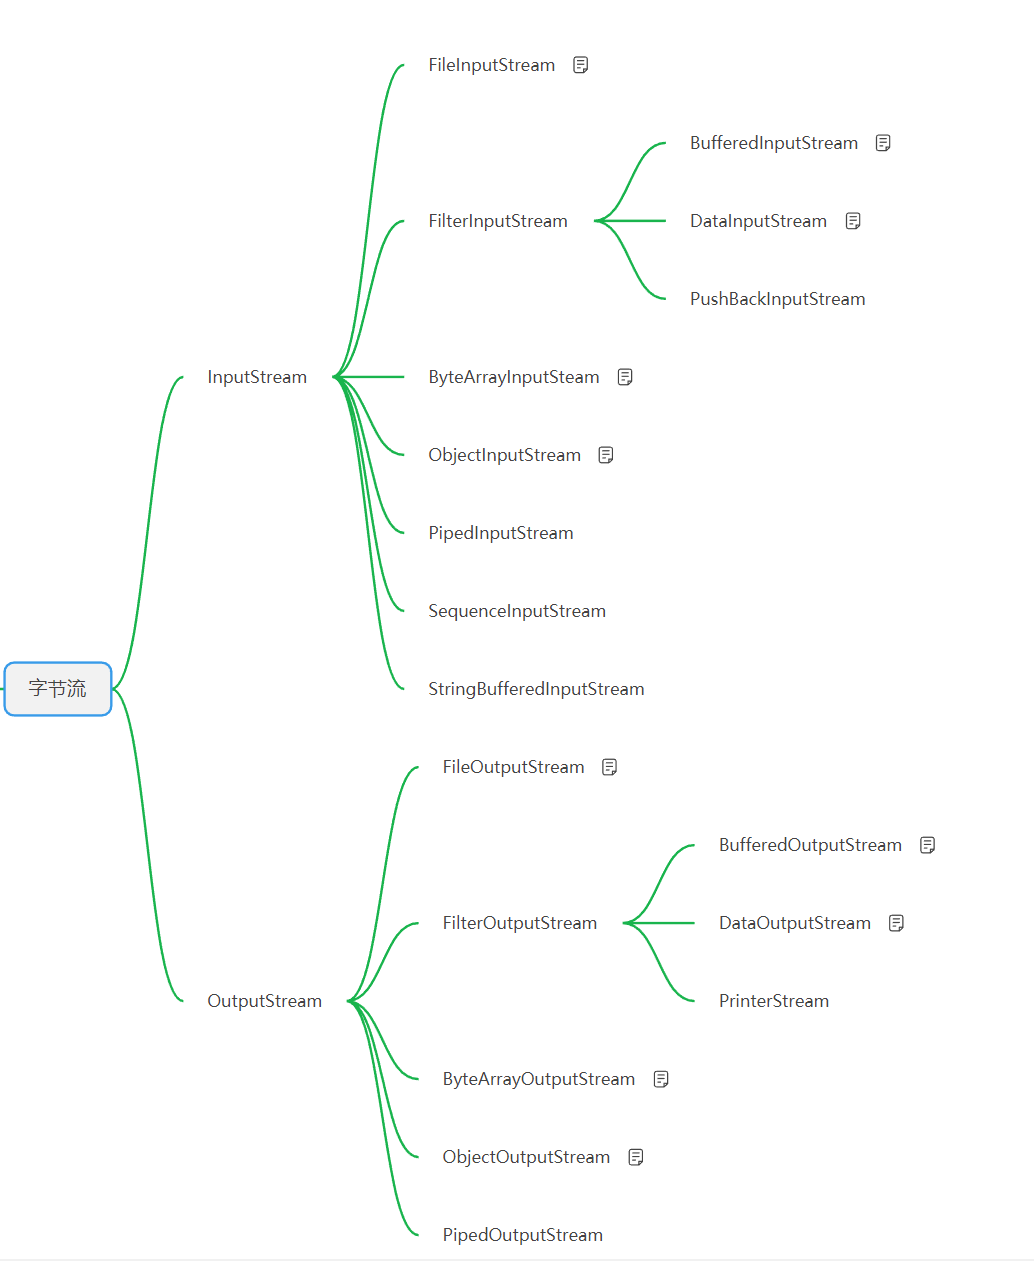 字节流
InputStream
FileInputStream
FilterInputStream
BufferedInputStream
DataInputStream
PushBackInputStream
ByteArrayInputSteam
ObjectInputStream
PipedInputStream
SequenceInputStream
StringBufferedInputStream
OutputStream
FileOutputStream
FilterOutputStream
BufferedOutputStream
DataOutputStream
PrinterStream
ByteArrayOutputStream
ObjectOutputStream
PipedOutputStream